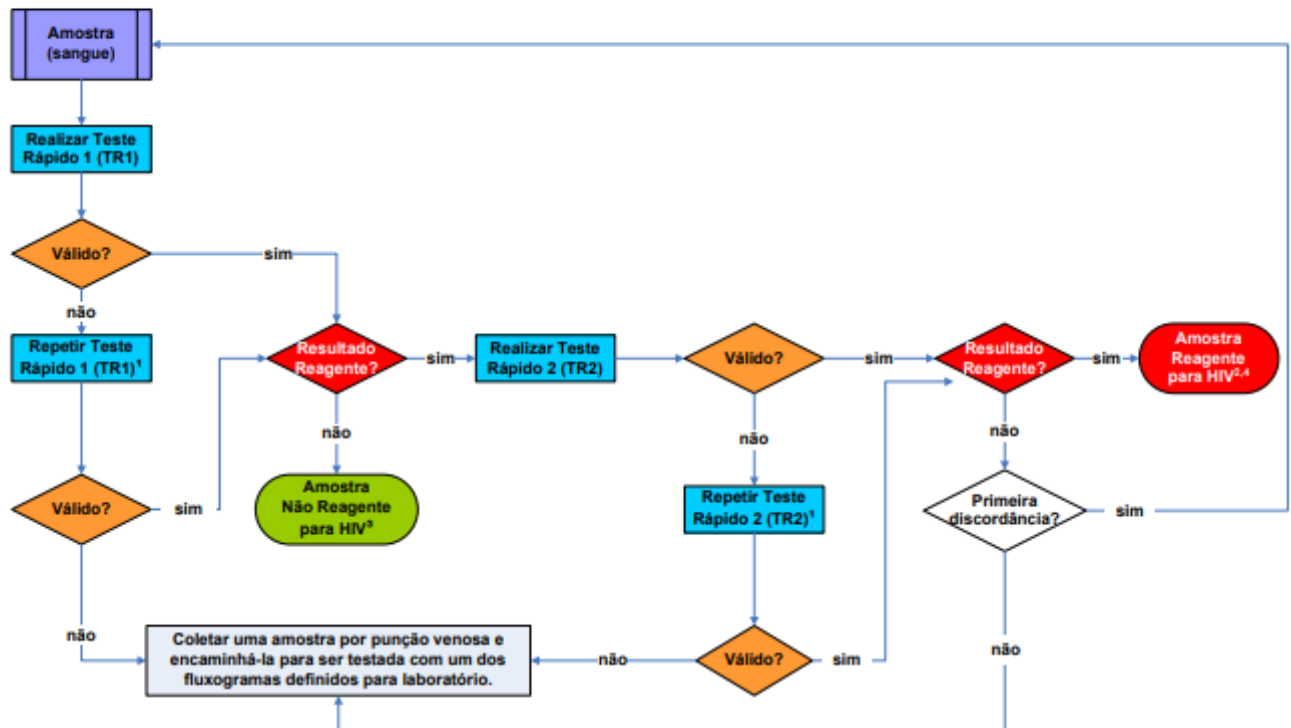 Amostra
(sangue)
Realizar Teste
Rápido 1 (TR1)
Válido?
sim
não
Repetir Teste
Rápido 1 (TR1)¹
Resultado
Reagente?
sim
Realizar Teste
Rápido 2 (TR2)
Válido?
sim
Resultado
Reagente?
sim
Amostra
Reagente
para HIV²,⁴
não
não
não
Válido?
sim
Amostra
Não Reagente
para HIV³
Repetir Teste
Rápido 2 (TR2)¹
Primeira
discordância?
sim
não
Coletar uma amostra por punção venosa e
encaminhá-la para ser testada com um dos
fluxogramas definidos para laboratório.
não
Válido?
sim
não